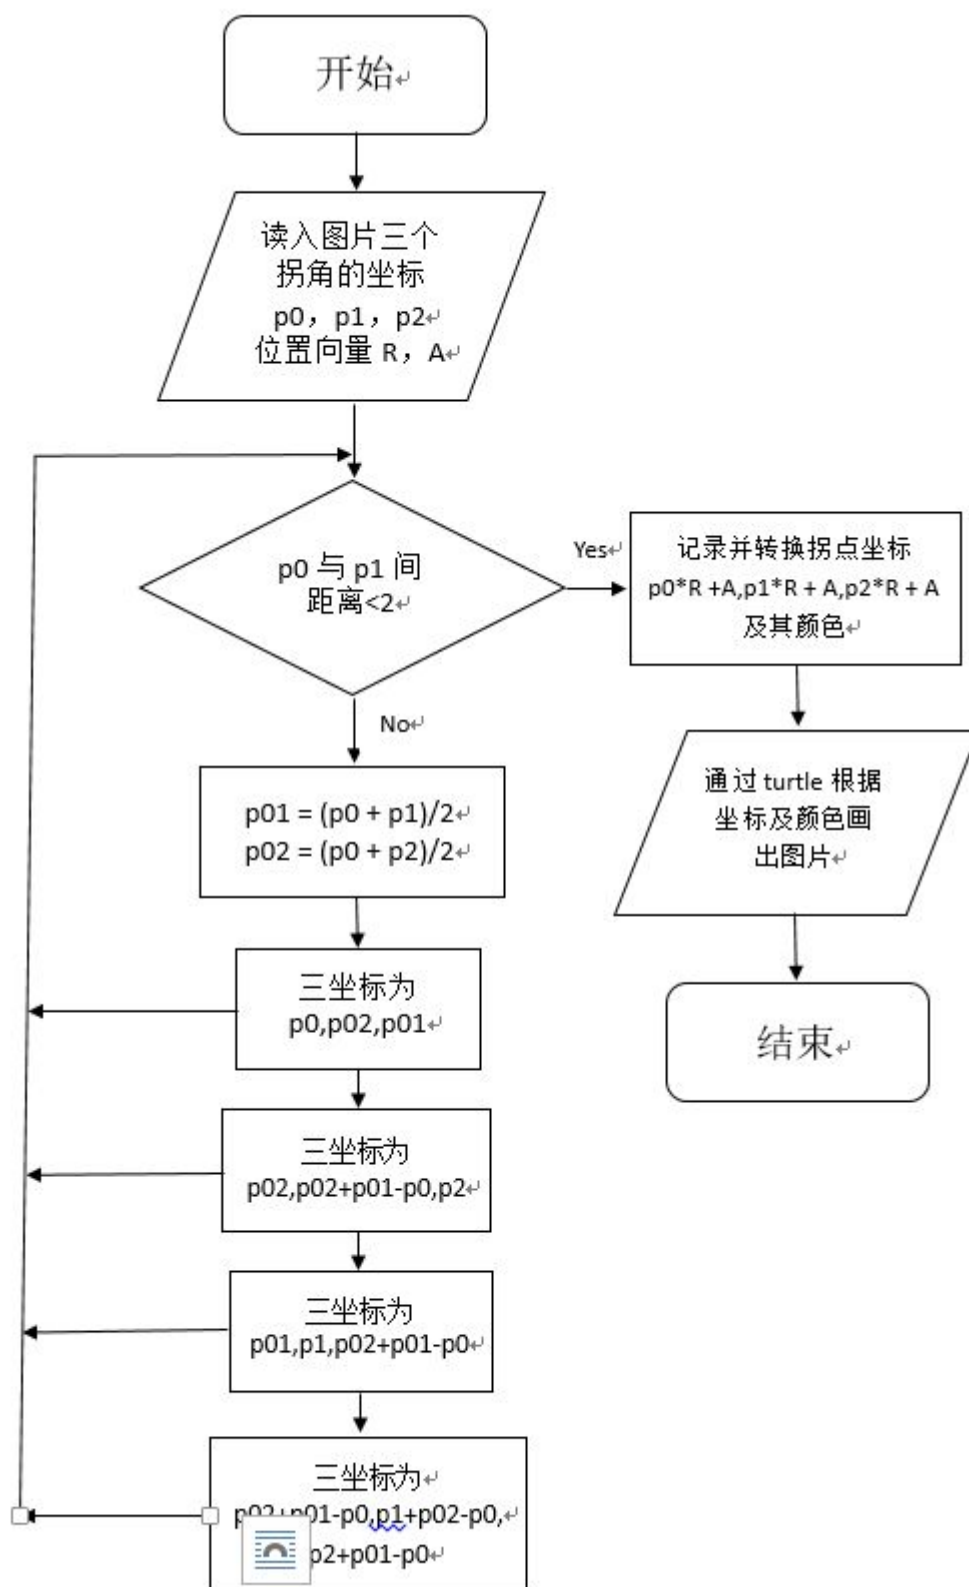 开始
读入图片三个
拐角的坐标
p0，p1，p2
位置向量 R，A
p0 与 p1 间
距离<2
Yes
记录并转换拐点坐标
p0*R +A,p1*R + A,p2*R + A
及其颜色
No
通过 turtle 根据
坐标及颜色画
出图片
p01 = (p0 + p1)/2
p02 = (p0 + p2)/2
三坐标为
p0,p02,p01
结束
三坐标为
p02,p02+p01-p0,p2
三坐标为
p01,p1,p02+p01-p0
三坐标为
p02+p01-p0,p1+p02-p0,
p2+p01-p0